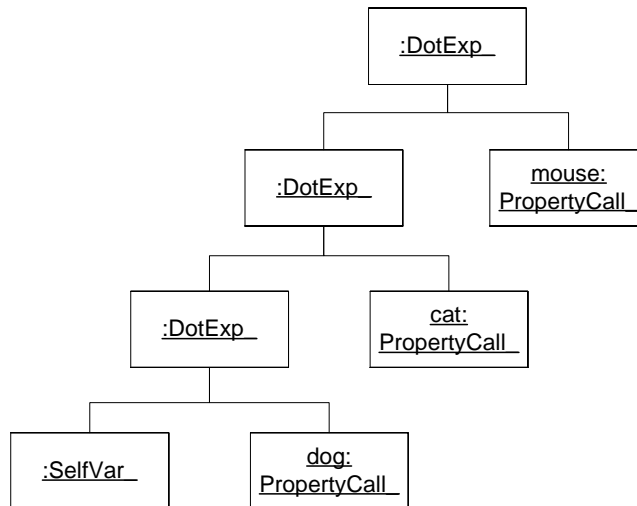 :DotExp_
:DotExp_
mouse:
PropertyCall_
:DotExp_
cat:
PropertyCall_
:SelfVar_
dog:
PropertyCall_